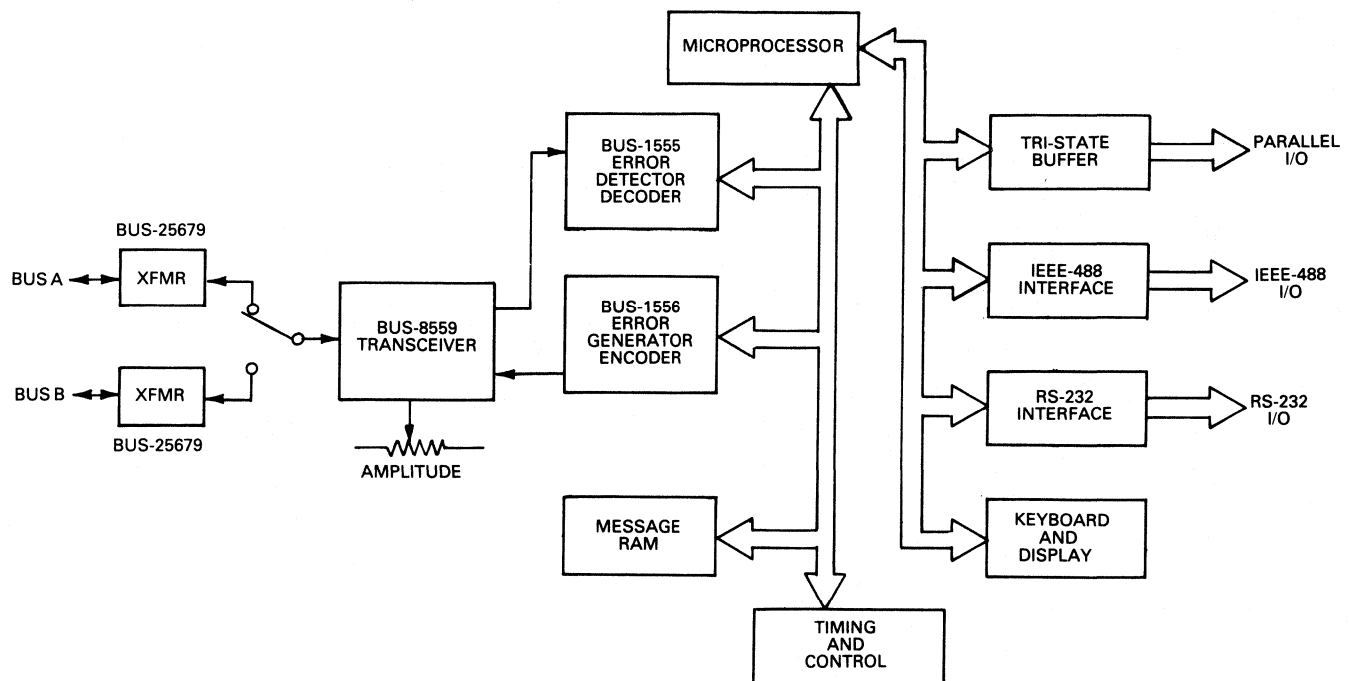 MICROPROCESSOR
BUS-1555
ERROR
DETECTOR
DECODER
TRI-STATE
BUFFER
PARALLEL
I/O
BUS-25679
BUS A
XFMR
BUS-8559
TRANSCEIVER
BUS-1556
ERROR
GENERATOR
ENCODER
IEEE-488
INTERFACE
IEEE-488
I/O
BUS B
XFMR
BUS-25679
AMPLITUDE
RS-232
INTERFACE
RS-232
I/O
MESSAGE
RAM
KEYBOARD
AND
DISPLAY
TIMING
AND
CONTROL